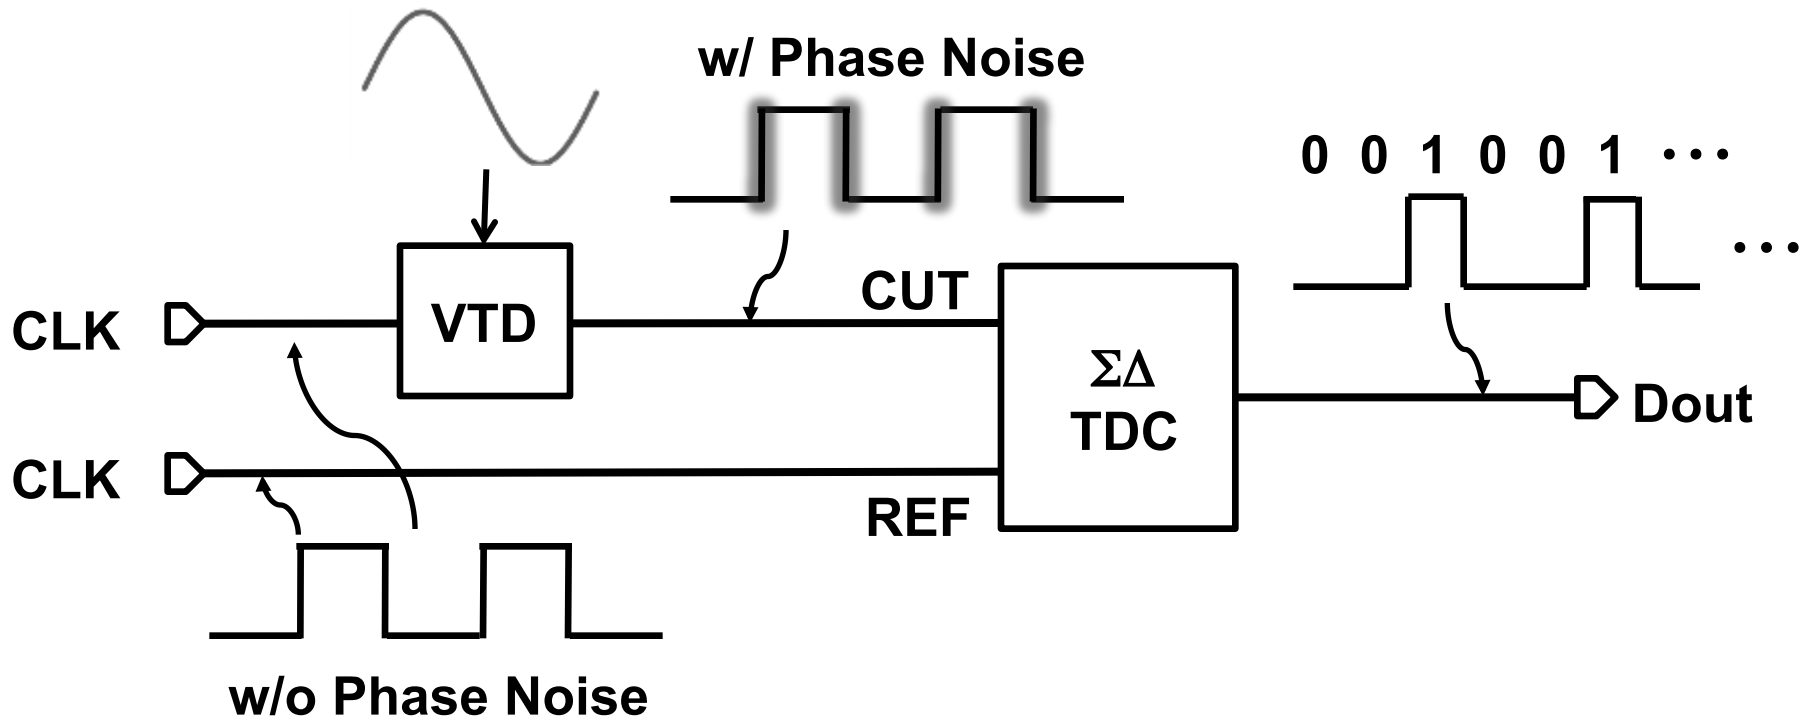 w/ Phase Noise
0 0 1 0 0 1 ···
···
CLK
VTD
CUT
ΣΔ
TDC
Dout
CLK
REF
w/o Phase Noise